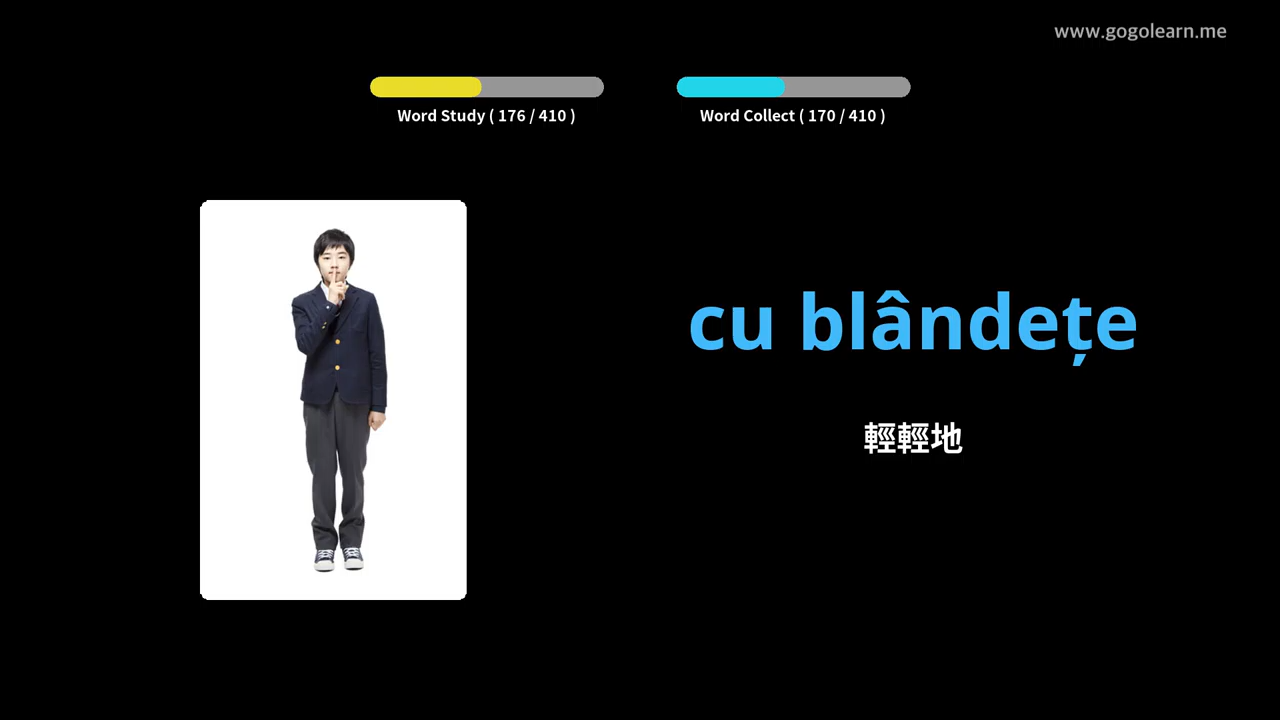 www.gogolearn.me
Word Study ( 176 / 410 )
Word Collect ( 170 / 410 )
cu blândețe
輕輕地